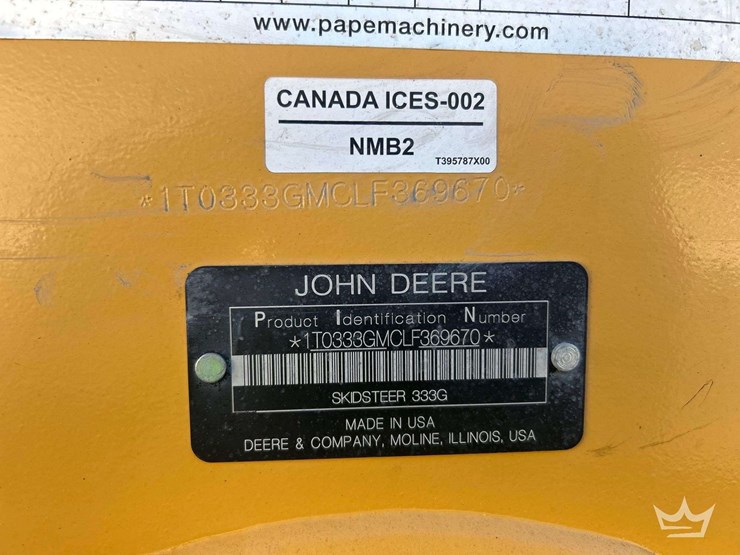 www.papemachinery.com
CANADA ICES-002
NMB2
T395787X00
*1T0333GMCLF369670*
JOHN DEERE
Product Identification Number
*1T0333GMCLF369670*
SKIDSTEER 333G
MADE IN USA
DEERE & COMPANY, MOLINE, ILLINOIS, USA